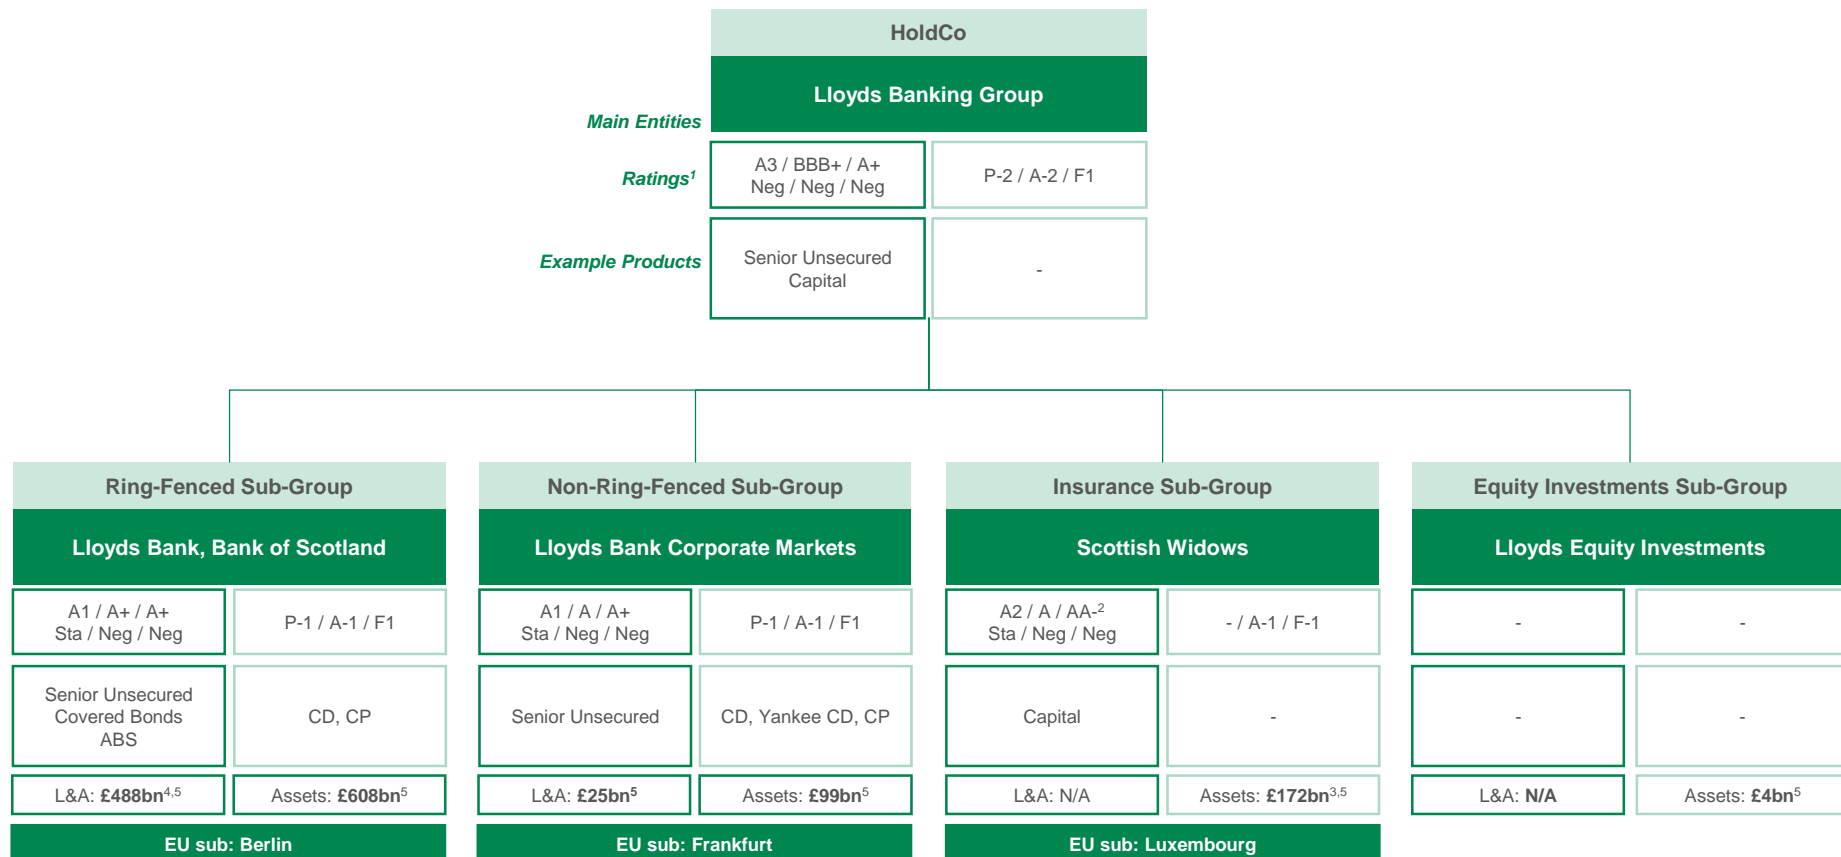 HoldCo
Lloyds Banking Group
Main Entities
Ratings¹
A3 / BBB+ / A+
Neg / Neg / Neg
P-2 / A-2 / F1
Example Products
Senior Unsecured
Capital
-
Ring-Fenced Sub-Group
Lloyds Bank, Bank of Scotland
A1 / A+ / A+
Sta / Neg / Neg
P-1 / A-1 / F1
Senior Unsecured
Covered Bonds
ABS
CD, CP
L&A: £488bn⁴,⁵
Assets: £608bn⁵
EU sub: Berlin
Non-Ring-Fenced Sub-Group
Lloyds Bank Corporate Markets
A1 / A / A+
Sta / Neg / Neg
P-1 / A-1 / F1
Senior Unsecured
CD, Yankee CD, CP
L&A: £25bn⁵
Assets: £99bn⁵
EU sub: Frankfurt
Insurance Sub-Group
Scottish Widows
A2 / A / AA-²
Sta / Neg / Neg
- / A-1 / F-1
Capital
-
L&A: N/A
Assets: £172bn³,⁵
EU sub: Luxembourg
Equity Investments Sub-Group
Lloyds Equity Investments
-
-
-
-
L&A: N/A
Assets: £4bn⁵